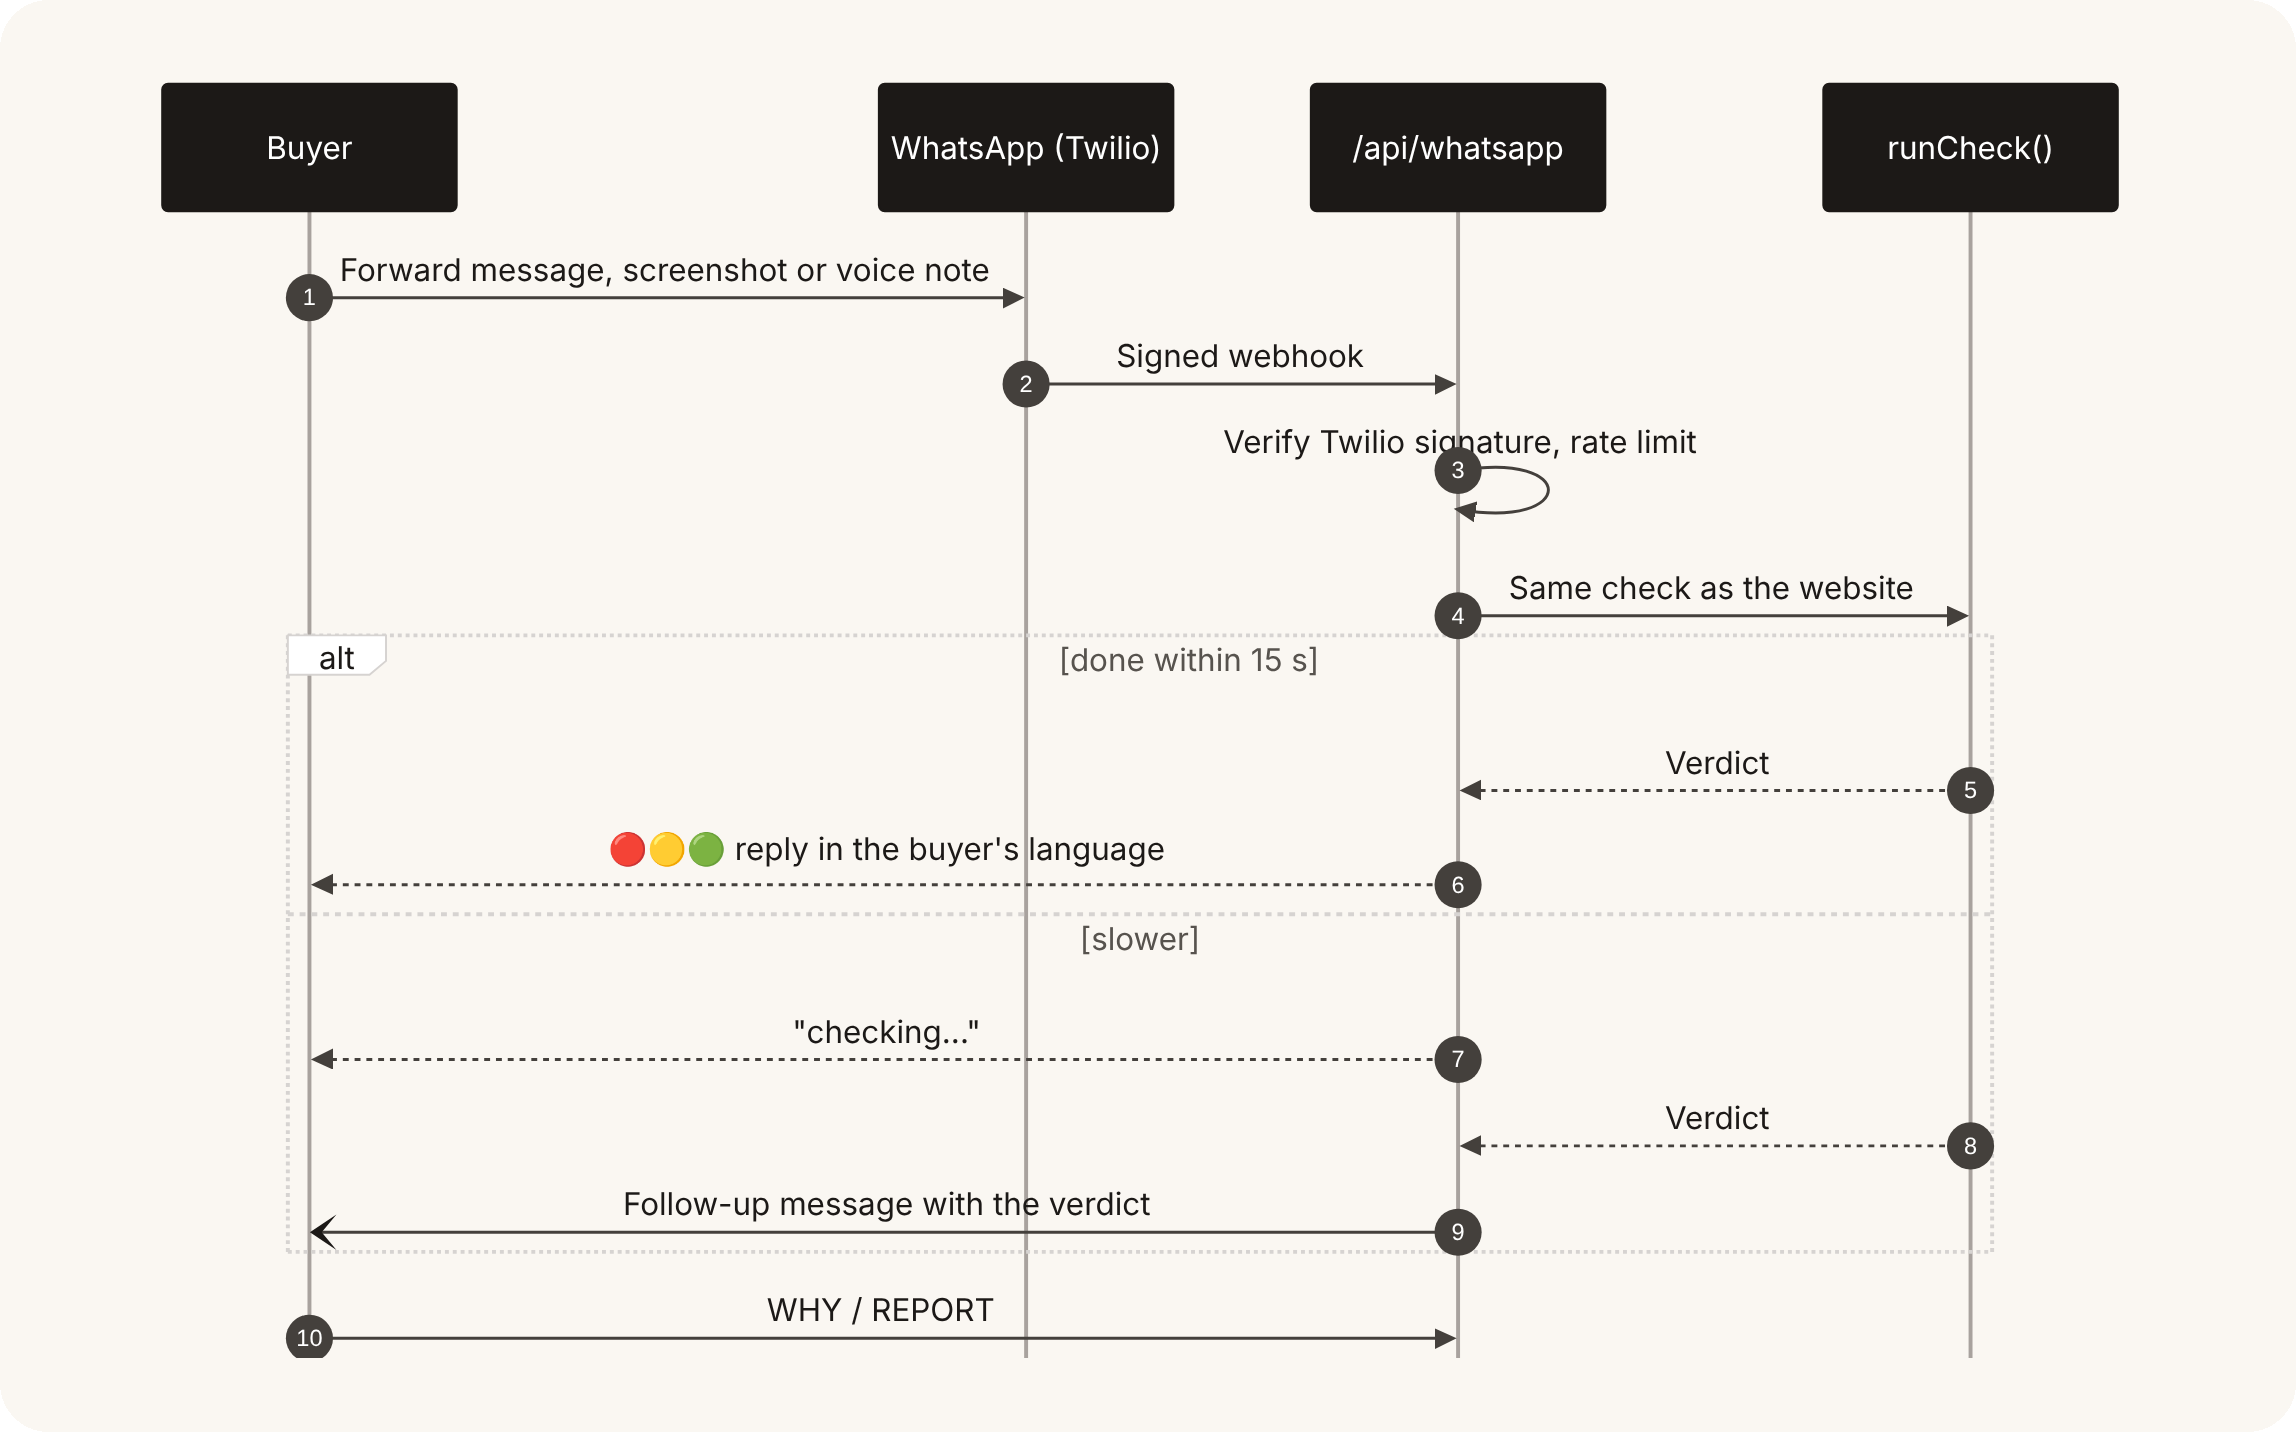 Buyer
WhatsApp (Twilio)
/api/whatsapp
runCheck()
Forward message, screenshot or voice note
1
Signed webhook
2
Verify Twilio signature, rate limit
3
Same check as the website
4
alt
[done within 15 s]
Verdict
5
🔴🟡🟢 reply in the buyer's language
6
[slower]
"checking..."
7
Verdict
8
Follow-up message with the verdict
9
WHY / REPORT
10